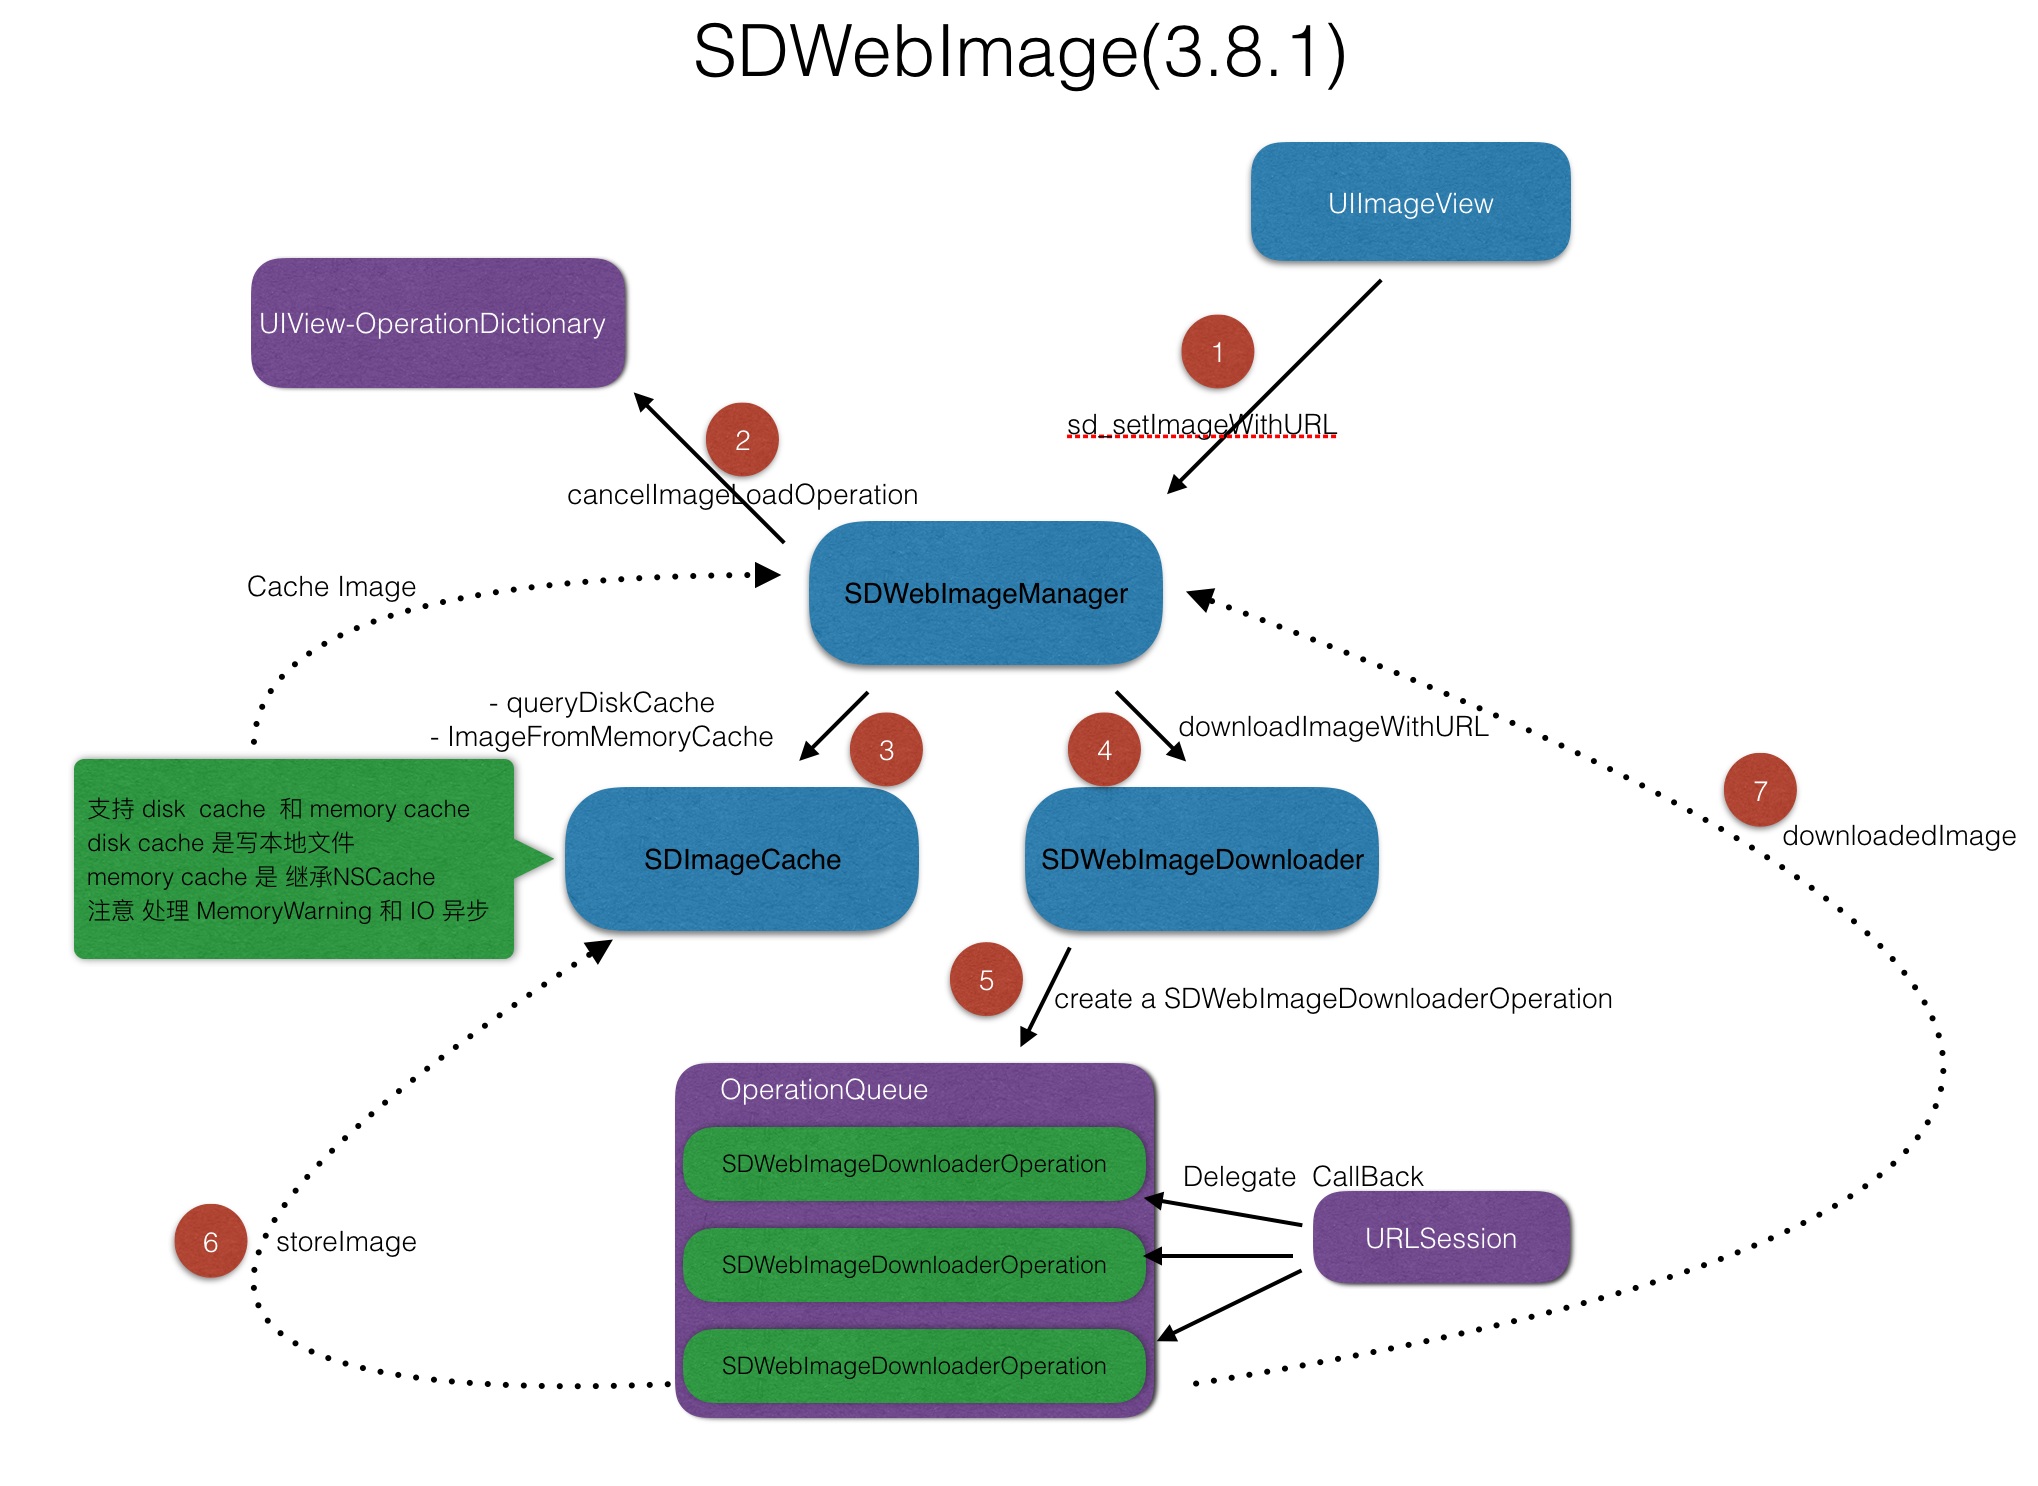 SDWebImage(3.8.1)
UIImageView
UIView-OperationDictionary
1
sd_setImageWithURL
2
cancelImageLoadOperation
Cache Image
SDWebImageManager
- queryDiskCache
- ImageFromMemoryCache
3
4
downloadImageWithURL
7
downloadedImage
支持 disk  cache  和 memory cache
disk cache 是写本地文件
memory cache 是 继承NSCache
注意 处理 MemoryWarning 和 IO 异步
SDImageCache
SDWebImageDownloader
5
create a SDWebImageDownloaderOperation
OperationQueue
SDWebImageDownloaderOperation
SDWebImageDownloaderOperation
SDWebImageDownloaderOperation
Delegate  CallBack
URLSession
6
storeImage